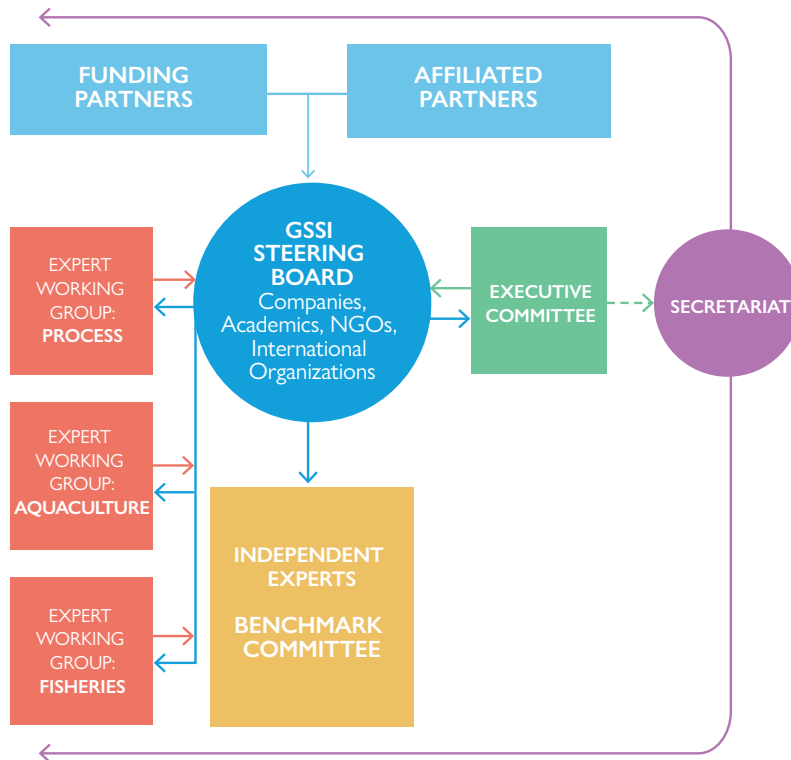 FUNDING
PARTNERS
AFFILIATED
PARTNERS
GSSI
STEERING
BOARD
Companies,
Academics, NGOs,
International
Organizations
EXPERT
WORKING
GROUP:
PROCESS
EXECUTIVE
COMMITTEE
SECRETARIAT
EXPERT
WORKING
GROUP:
AQUACULTURE
INDEPENDENT
EXPERTS
BENCHMARK
COMMITTEE
EXPERT
WORKING
GROUP:
FISHERIES